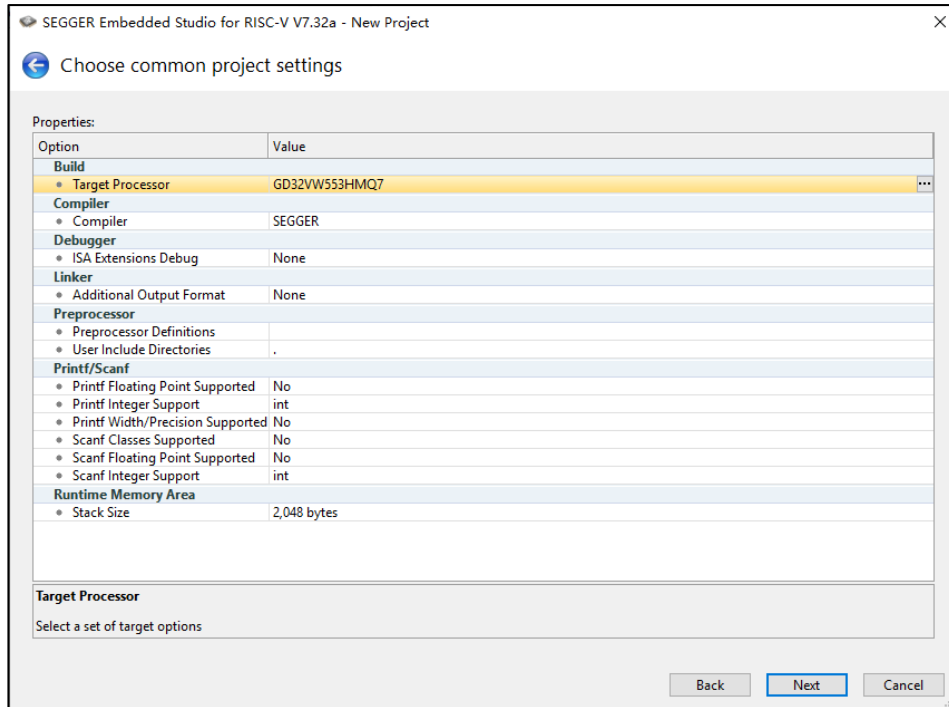 SEGGER Embedded Studio for RISC-V V7.32a - New Project
Choose common project settings
Properties:
Option Value
Build
Target Processor GD32VW553HMQ7 ...
Compiler
Compiler SEGGER
Debugger
ISA Extensions Debug None
Linker
Additional Output Format None
Preprocessor
Preprocessor Definitions
User Include Directories .
Printf/Scanf
Printf Floating Point Supported No
Printf Integer Support int
Printf Width/Precision Supported No
Scanf Classes Supported No
Scanf Floating Point Supported No
Scanf Integer Support int
Runtime Memory Area
Stack Size 2,048 bytes
Target Processor
Select a set of target options
Back Next Cancel